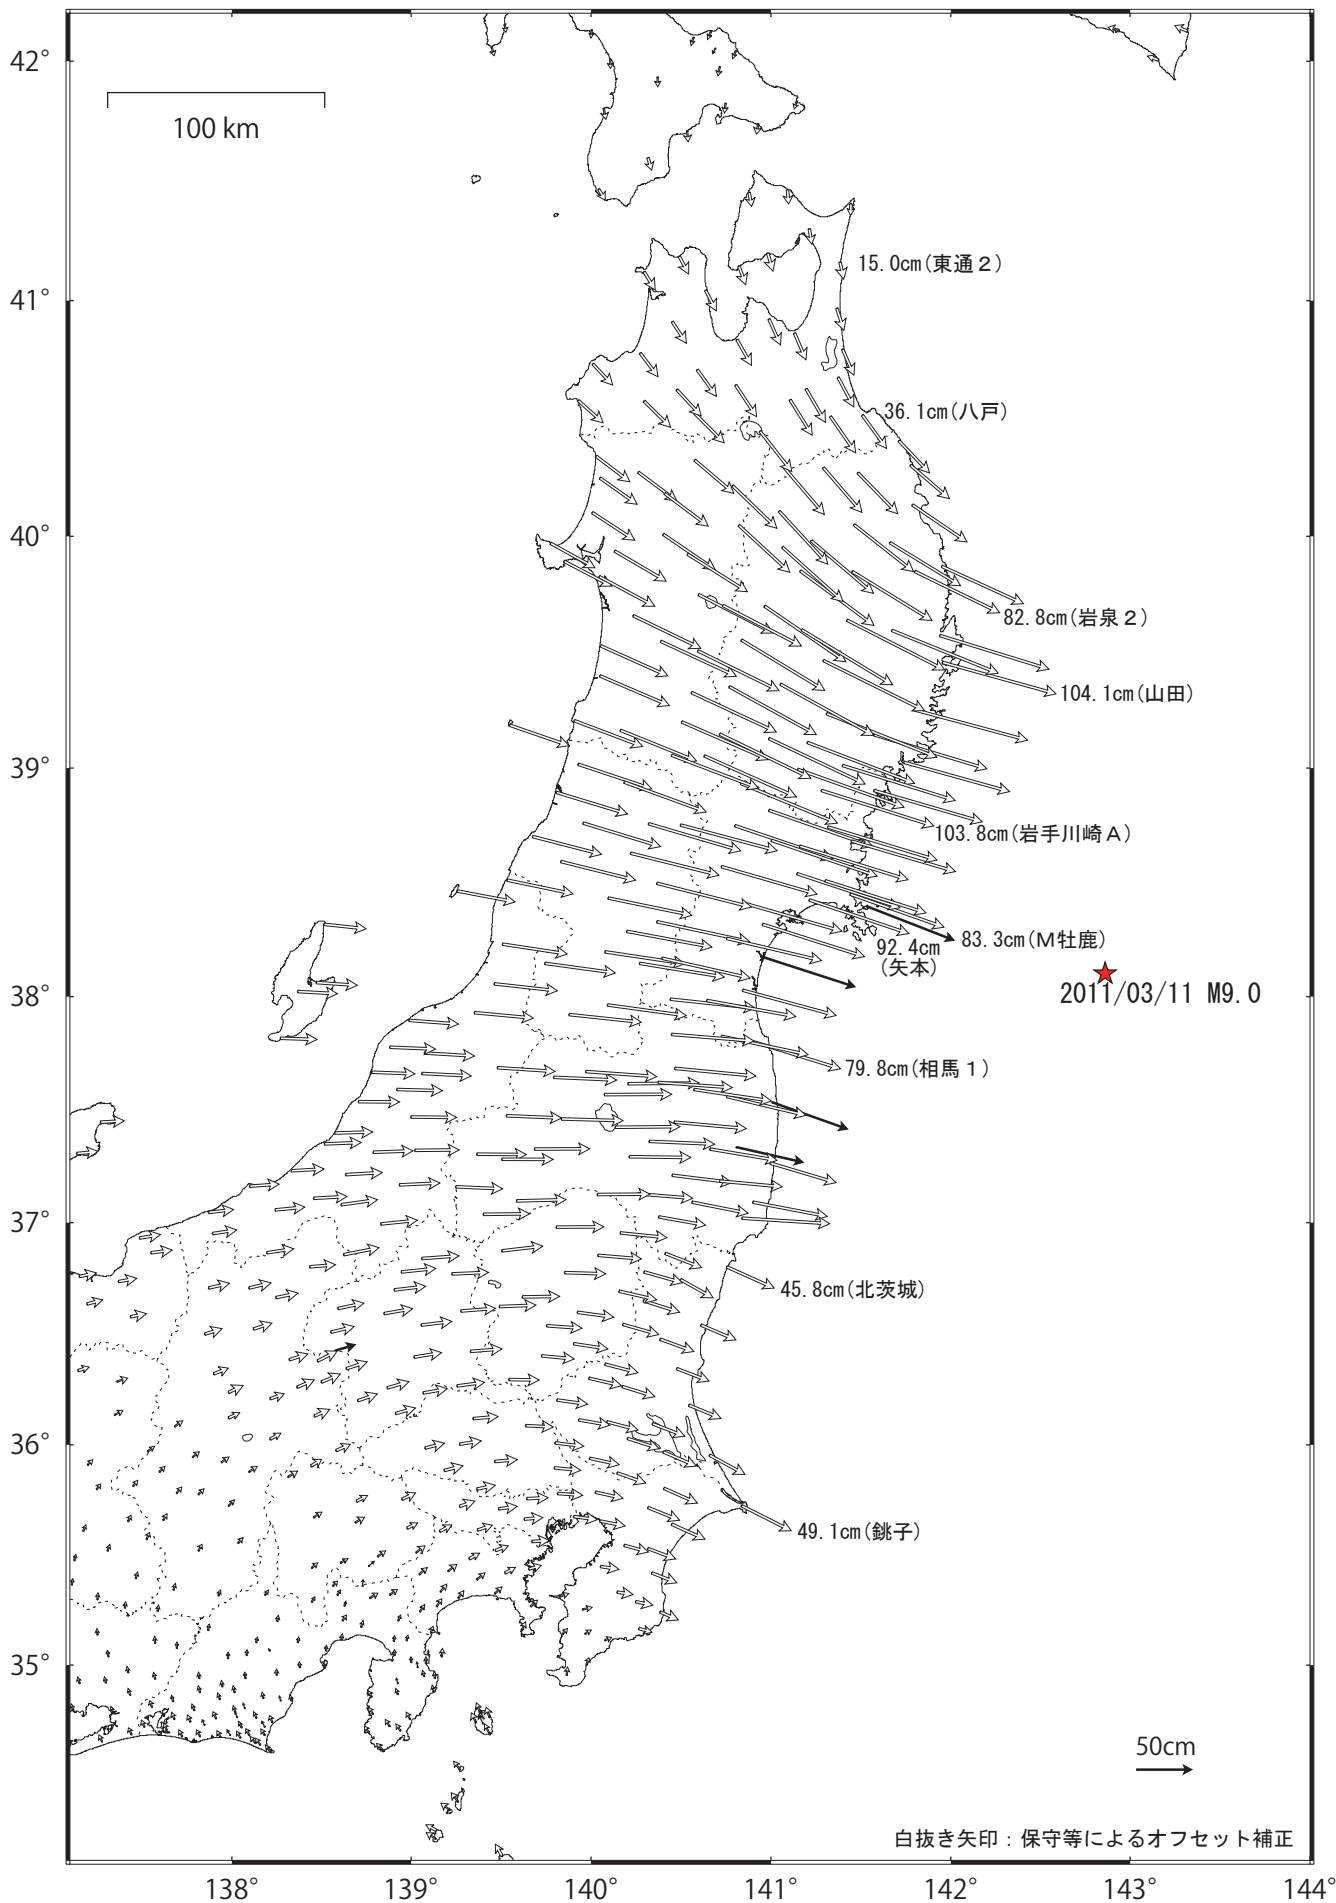 42°
100 km
15.0cm(東通２)
41°
36.1cm(八戸)
40°
82.8cm(岩泉２)
104.1cm(山田)
39°
103.8cm(岩手川崎Ａ)
83.3cm(Ｍ牡鹿)
92.4cm
(矢本)
38°
2011/03/11 M9.0
79.8cm(相馬１)
37°
45.8cm(北茨城)
36°
49.1cm(銚子)
35°
50cm
白抜き矢印：保守等によるオフセット補正
138° 139° 140° 141° 142° 143° 144°